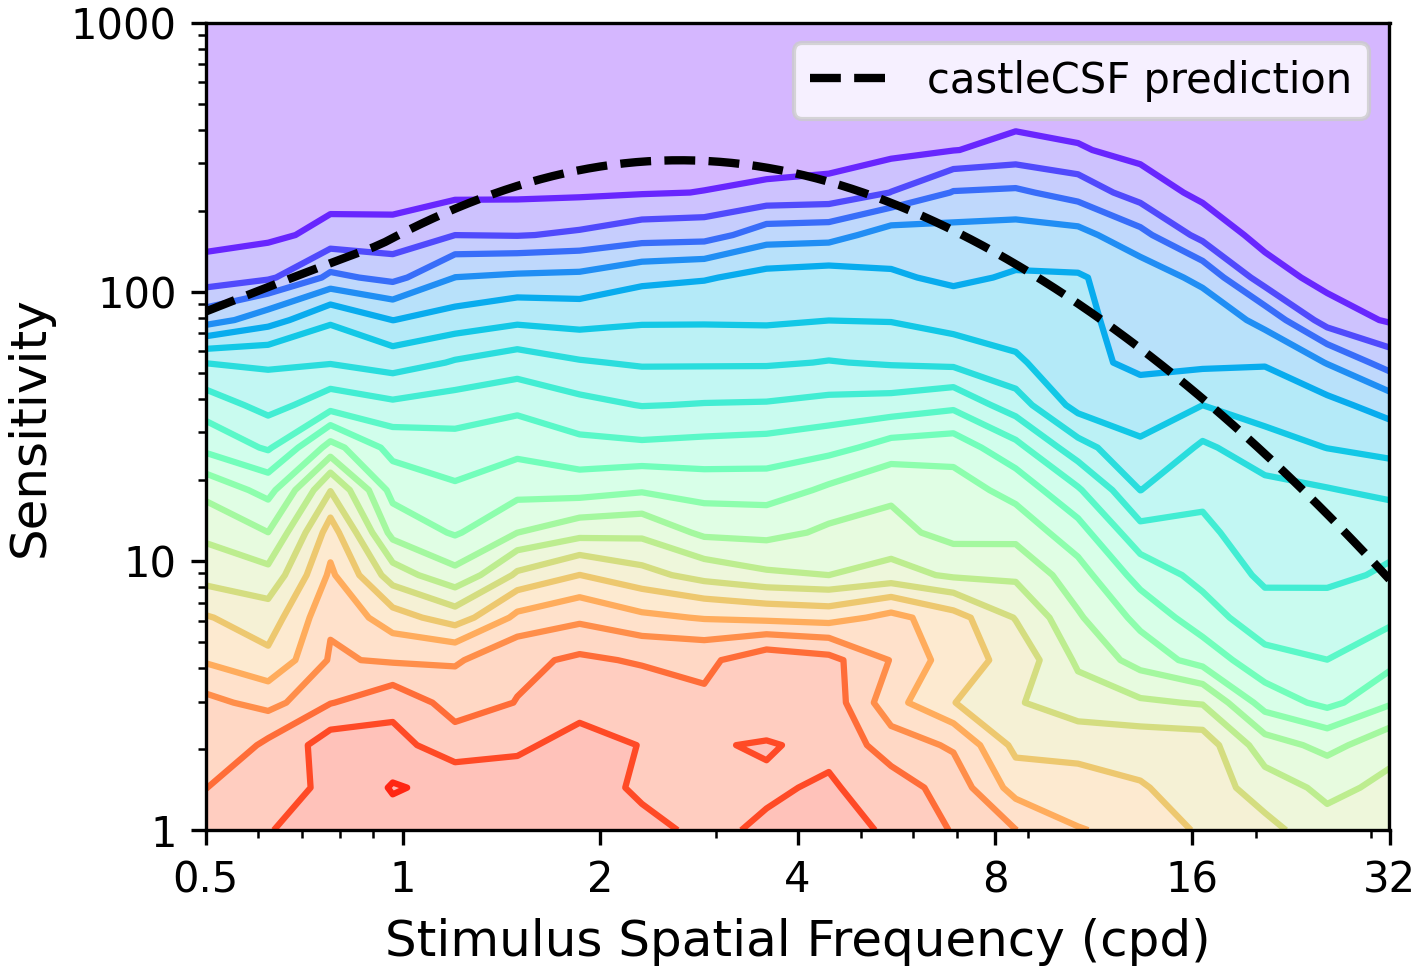 1000
100
10
1
Sensitivity
castleCSF prediction
0.5 1 2 4 8 16 32
Stimulus Spatial Frequency (cpd)